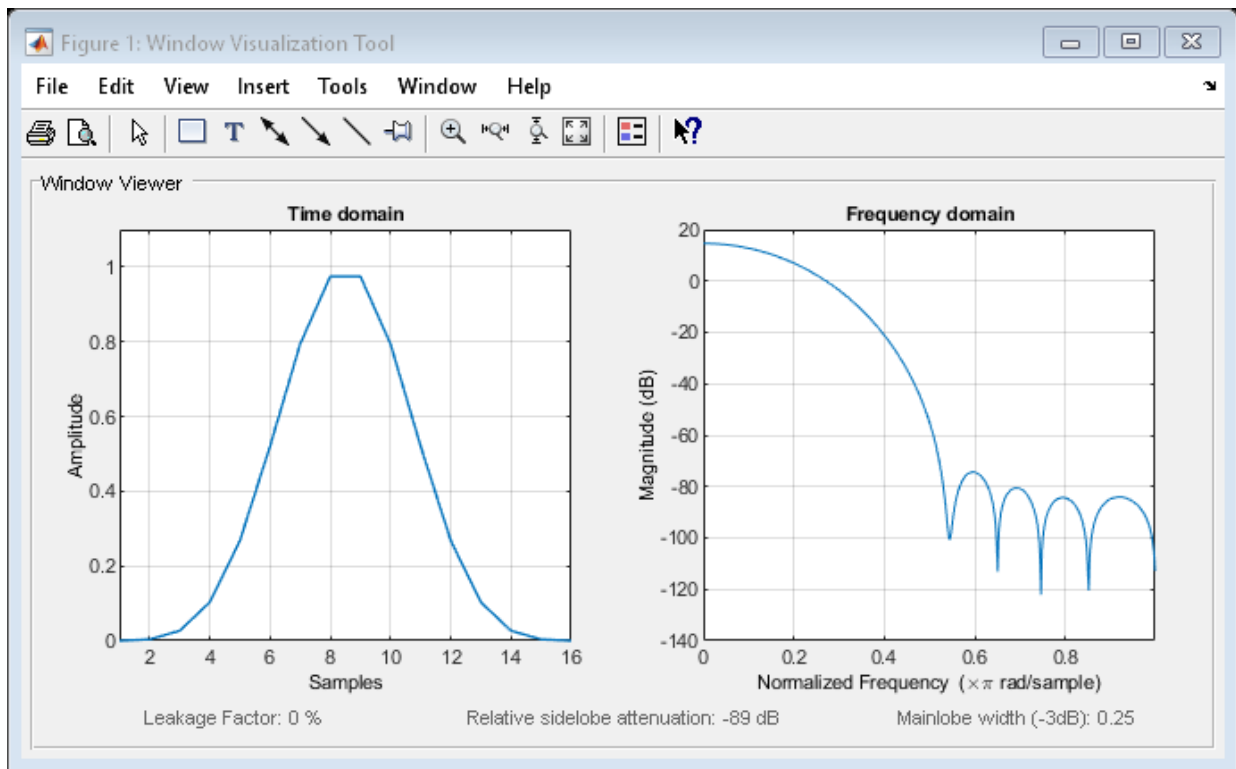 Figure 1: Window Visualization Tool
File Edit View Insert Tools Window Help
T
?
Window Viewer
Time domain
1
0.8
0.6
0.4
0.2
0
Amplitude
2 4 6 8 10 12 14 16
Samples
Frequency domain
20
0
-20
-40
-60
-80
-100
-120
-140
Magnitude (dB)
0 0.2 0.4 0.6 0.8
Normalized Frequency (×π rad/sample)
Leakage Factor: 0 % Relative sidelobe attenuation: -89 dB Mainlobe width (-3dB): 0.25